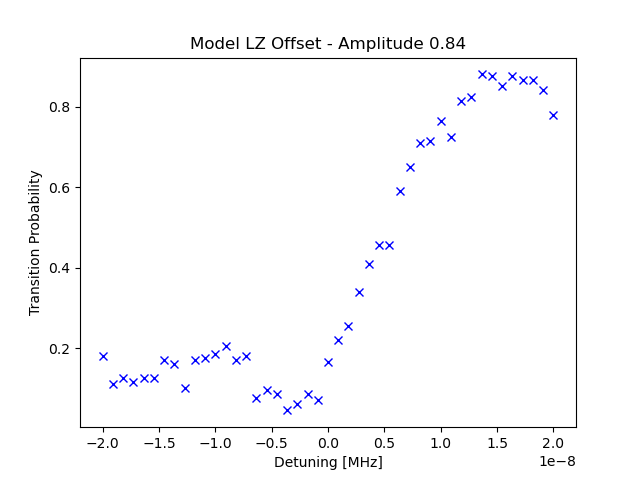 Model LZ Offset - Amplitude 0.84
Transition Probability
0.8
0.6
0.4
0.2
−2.0 −1.5 −1.0 −0.5 0.0 0.5 1.0 1.5 2.0
1e−8
Detuning [MHz]